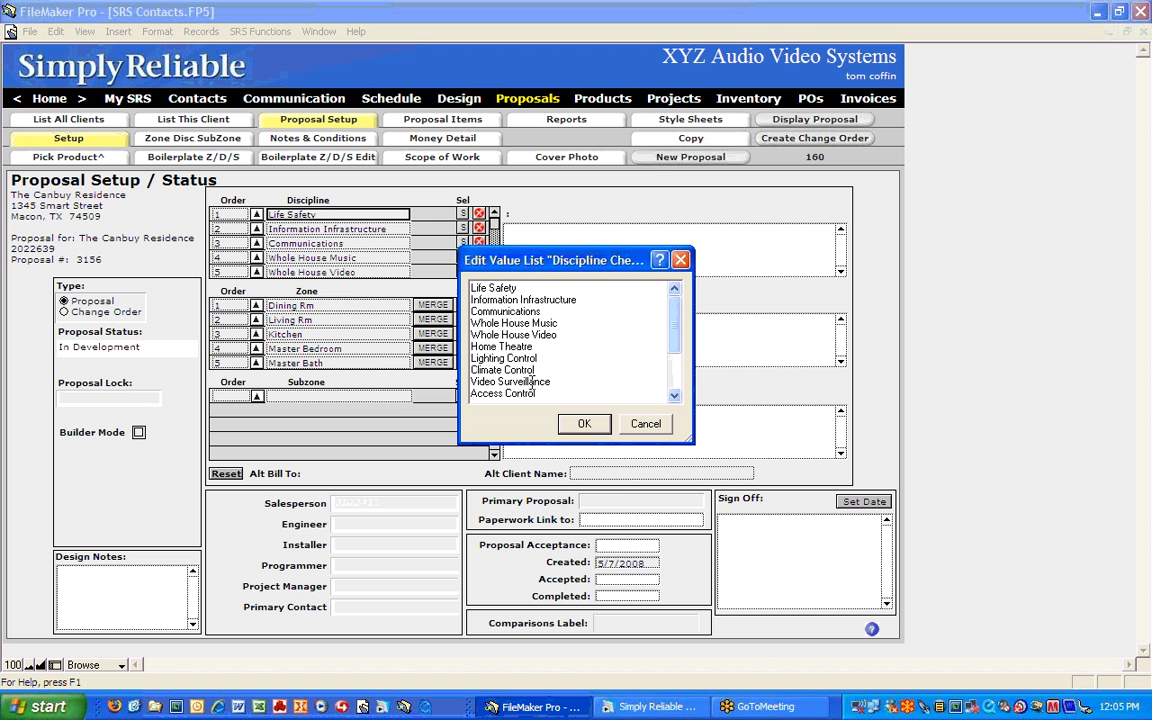 FileMaker Pro - [SRS Contacts.FP5]
File Edit View Insert Format Records SRS Functions Window Help
SimplyReliable
XYZ Audio Video Systems
tom coffin
< Home > My SRS Contacts Communication Schedule Design Proposals Products Projects Inventory POs Invoices
List All Clients List This Client Proposal Setup Proposal Items Reports Style Sheets Display Proposal
Setup Zone Disc SubZone Notes & Conditions Money Detail Copy Create Change Order
Pick Product^ Boilerplate Z/D/S Boilerplate Z/D/S Edit Scope of Work Cover Photo New Proposal 160
Proposal Setup / Status
The Canbuy Residence
1345 Smart Street
Macon, TX 74509
Proposal for: The Canbuy Residence
2022639
Proposal #: 3156
Type:
Proposal
Change Order
Proposal Status:
In Development
Proposal Lock:
Builder Mode
Design Notes:
Order Discipline Sel
1 Life Safety S :
2 Information Infrastructure S
3 Communications S
4 Whole House Music
5 Whole House Video
Order Zone
1 Dining Rm MERGE
2 Living Rm MERGE
3 Kitchen MERGE
4 Master Bedroom MERGE
5 Master Bath MERGE
Order Subzone
Edit Value List "Discipline Che...
Life Safety
Information Infrastructure
Communications
Whole House Music
Whole House Video
Home Theatre
Lighting Control
Climate Control
Video Surveillance
Access Control
OK Cancel
Reset Alt Bill To: Alt Client Name:
Salesperson
Engineer
Installer
Programmer
Project Manager
Primary Contact
Primary Proposal:
Paperwork Link to:
Proposal Acceptance:
Created: 5/7/2008
Accepted:
Completed:
Comparisons Label:
Sign Off: Set Date
100 Browse
For Help, press F1
start FileMaker Pro - ... Simply Reliable ... GoToMeeting 12:05 PM